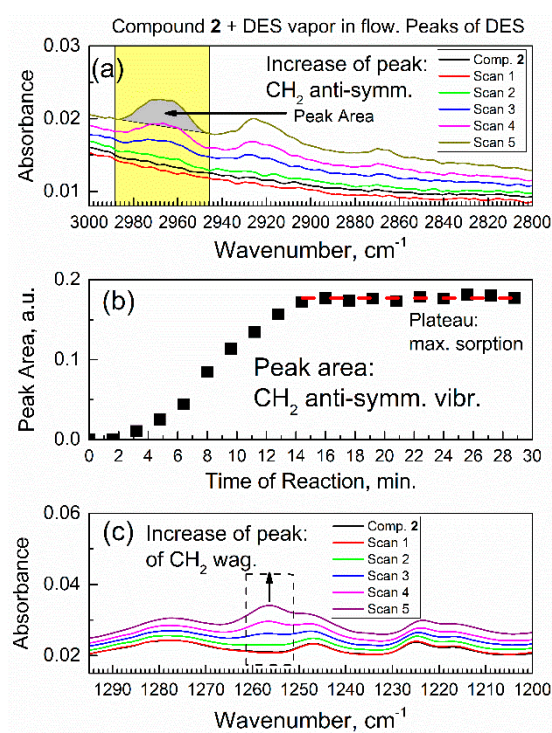 Compound 2 + DES vapor in flow. Peaks of DES
(a)
Increase of peak:
CH2 anti-symm.
Peak Area
Comp. 2
Scan 1
Scan 2
Scan 3
Scan 4
Scan 5
Absorbance
0.03
0.02
0.01
3000 2980 2960 2940 2920 2900 2880 2860 2840 2820 2800
Wavenumber, cm-1
(b)
Peak Area, a.u.
0.2
0.1
0.0
Plateau:
max. sorption
Peak area:
CH2 anti-symm. vibr.
0 2 4 6 8 10 12 14 16 18 20 22 24 26 28 30
Time of Reaction, min.
(c)
Increase of peak:
of CH2 wag.
Comp. 2
Scan 1
Scan 2
Scan 3
Scan 4
Scan 5
Absorbance
0.06
0.04
0.02
1290 1280 1270 1260 1250 1240 1230 1220 1210 1200
Wavenumber, cm-1